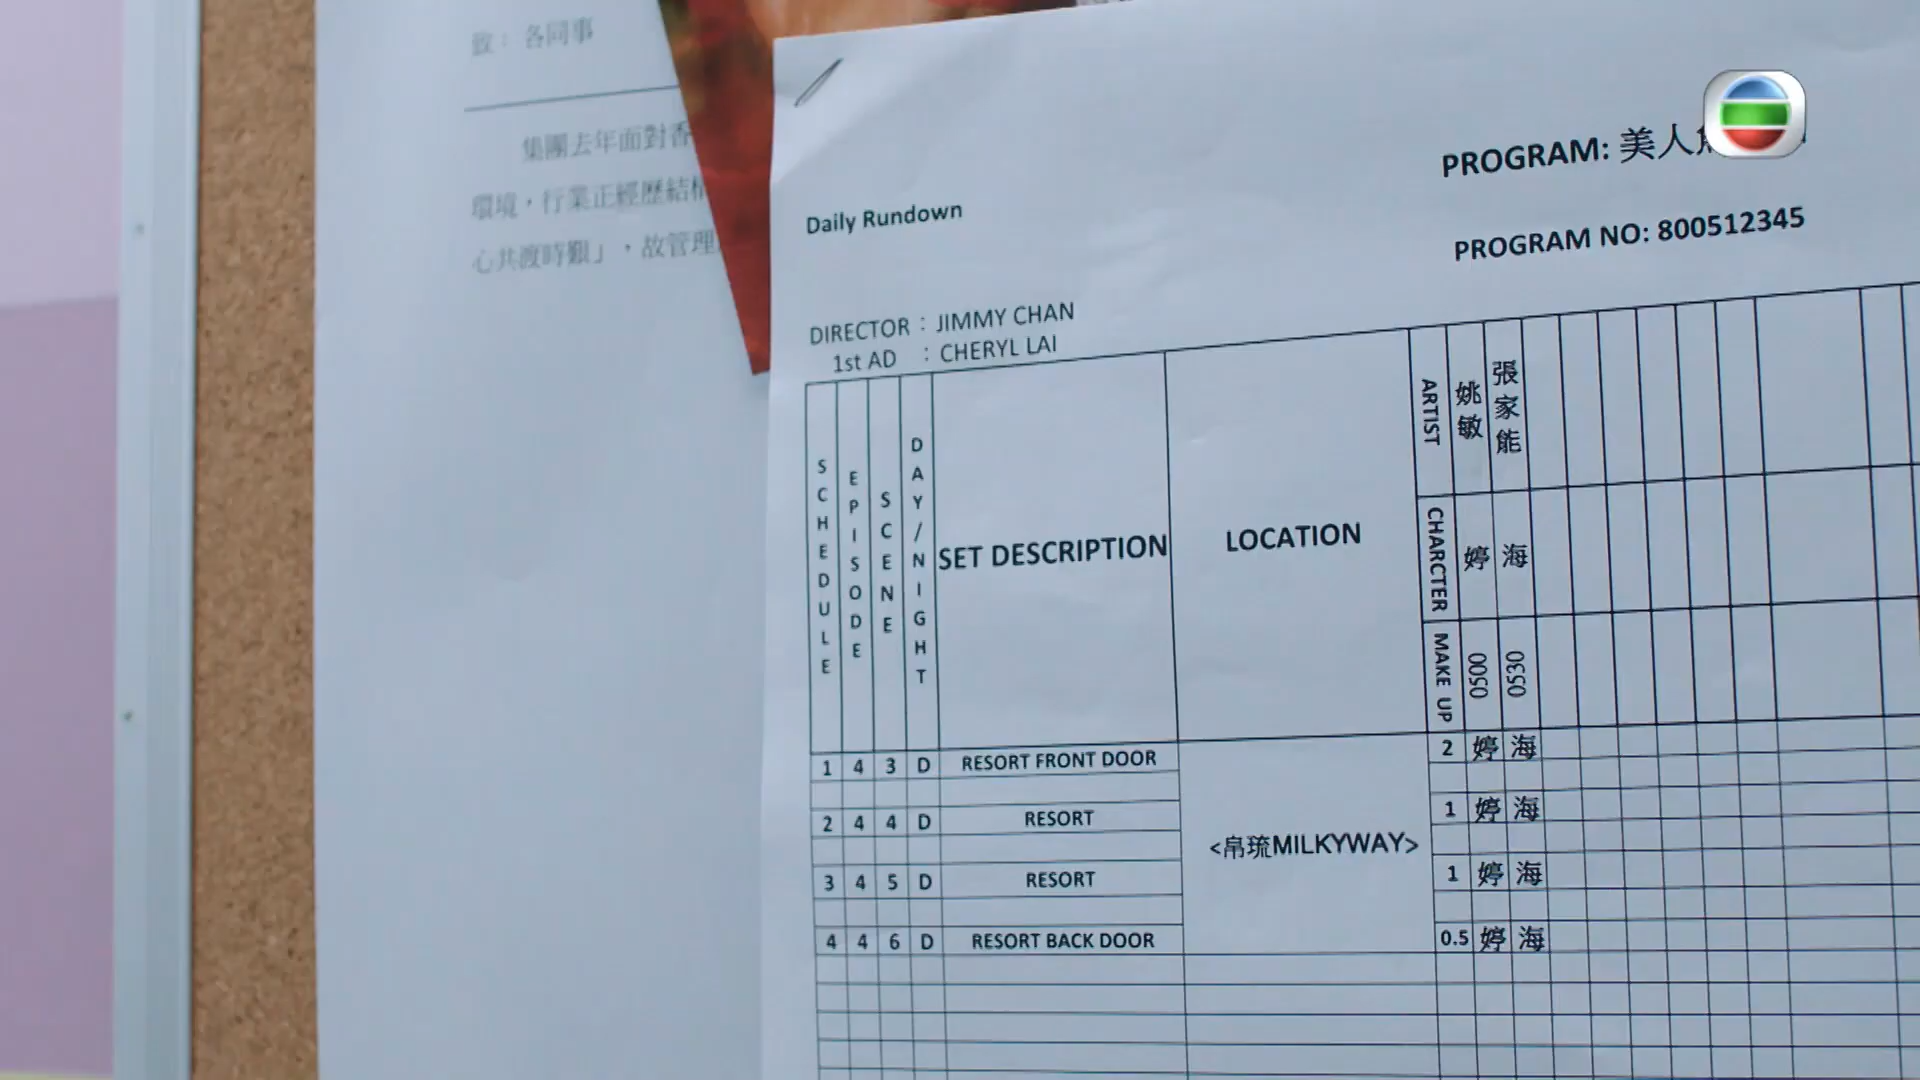 致： 各同事
集團去年面對香
環境，行業正經歷結構
心共渡時艱」，故管理
PROGRAM: 美人
Daily Rundown
PROGRAM NO: 800512345
DIRECTOR : JIMMY CHAN
1st AD : CHERYL LAI
SCHEDULE EPISODE SCENE DAY/NIGHT SET DESCRIPTION LOCATION
ARTIST 姚敏 張家能
CHARCTER 婷 海
MAKE UP 0500 0530
1 4 3 D RESORT FRONT DOOR 2 婷 海
2 4 4 D RESORT 1 婷 海
<帛琉MILKYWAY>
3 4 5 D RESORT 1 婷 海
4 4 6 D RESORT BACK DOOR 0.5 婷 海